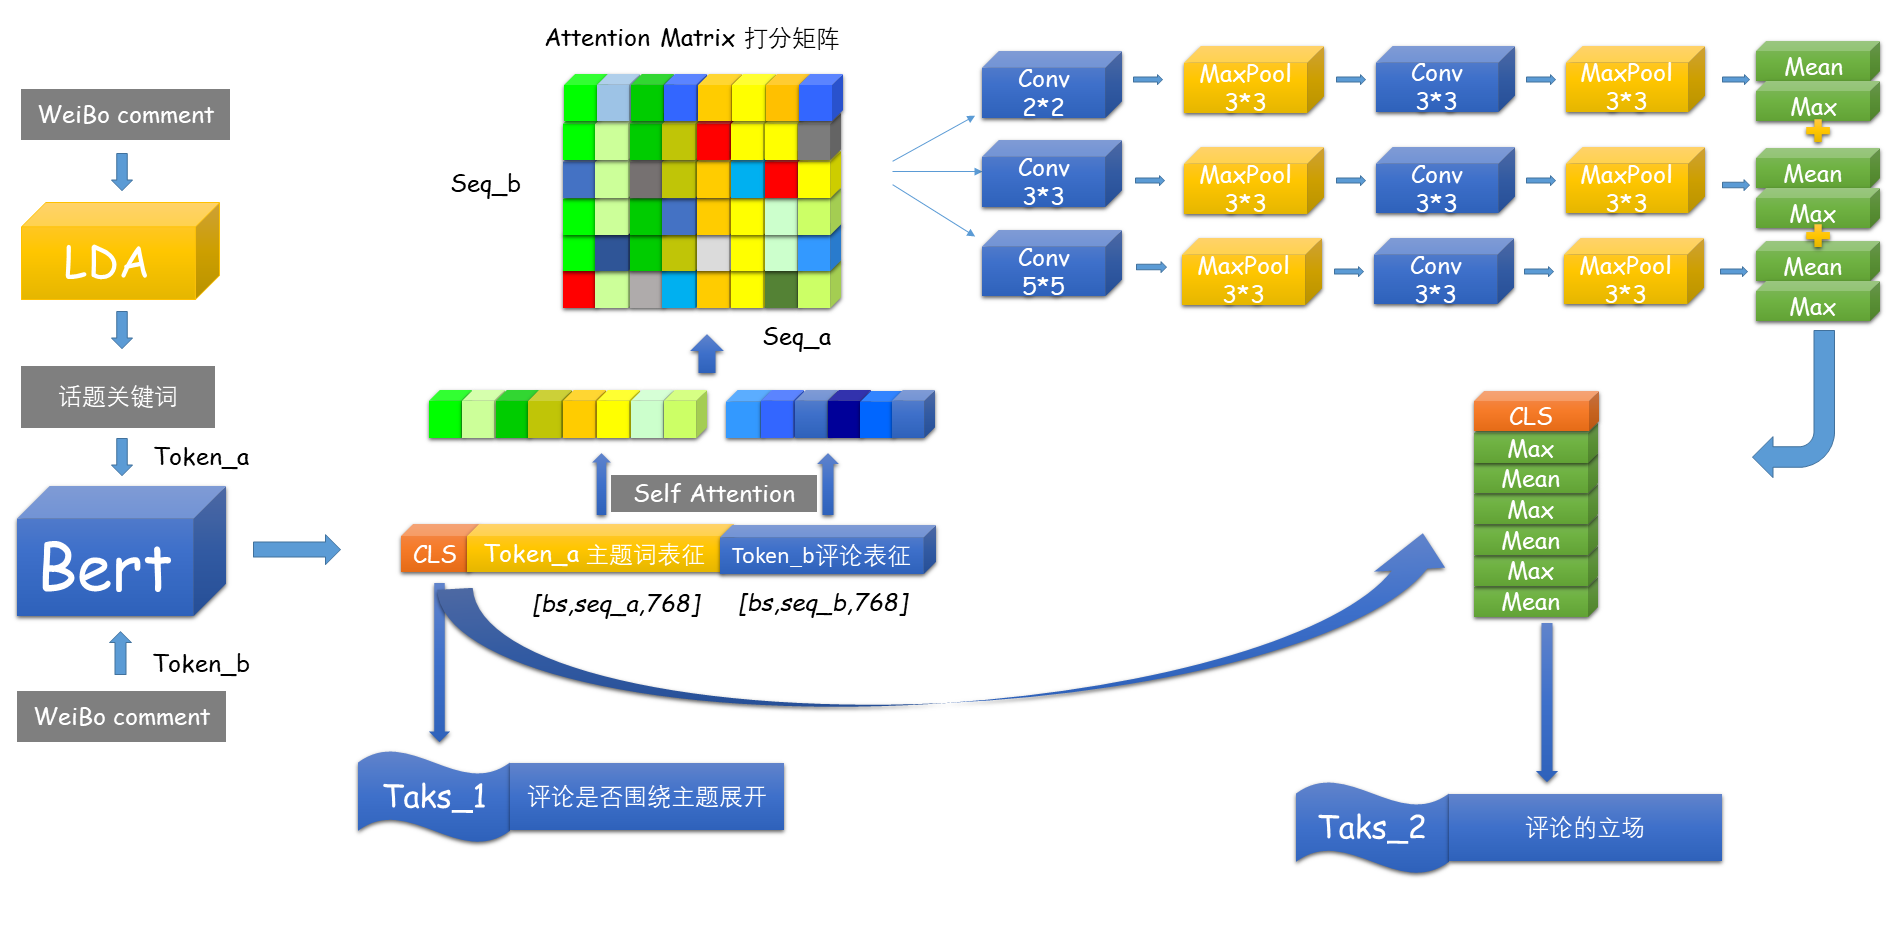 WeiBo comment
LDA
话题关键词
Token_a
Bert
Token_b
WeiBo comment
Attention Matrix 打分矩阵
Seq_b
Seq_a
Self Attention
CLS
Token_a 主题词表征
Token_b评论表征
[bs,seq_a,768]
[bs,seq_b,768]
Taks_1
评论是否围绕主题展开
Conv
2*2
MaxPool
3*3
Conv
3*3
MaxPool
3*3
Mean
Max
Conv
3*3
MaxPool
3*3
Conv
3*3
MaxPool
3*3
Mean
Max
Conv
5*5
MaxPool
3*3
Conv
3*3
MaxPool
3*3
Mean
Max
CLS
Max
Mean
Max
Mean
Max
Mean
Taks_2
评论的立场